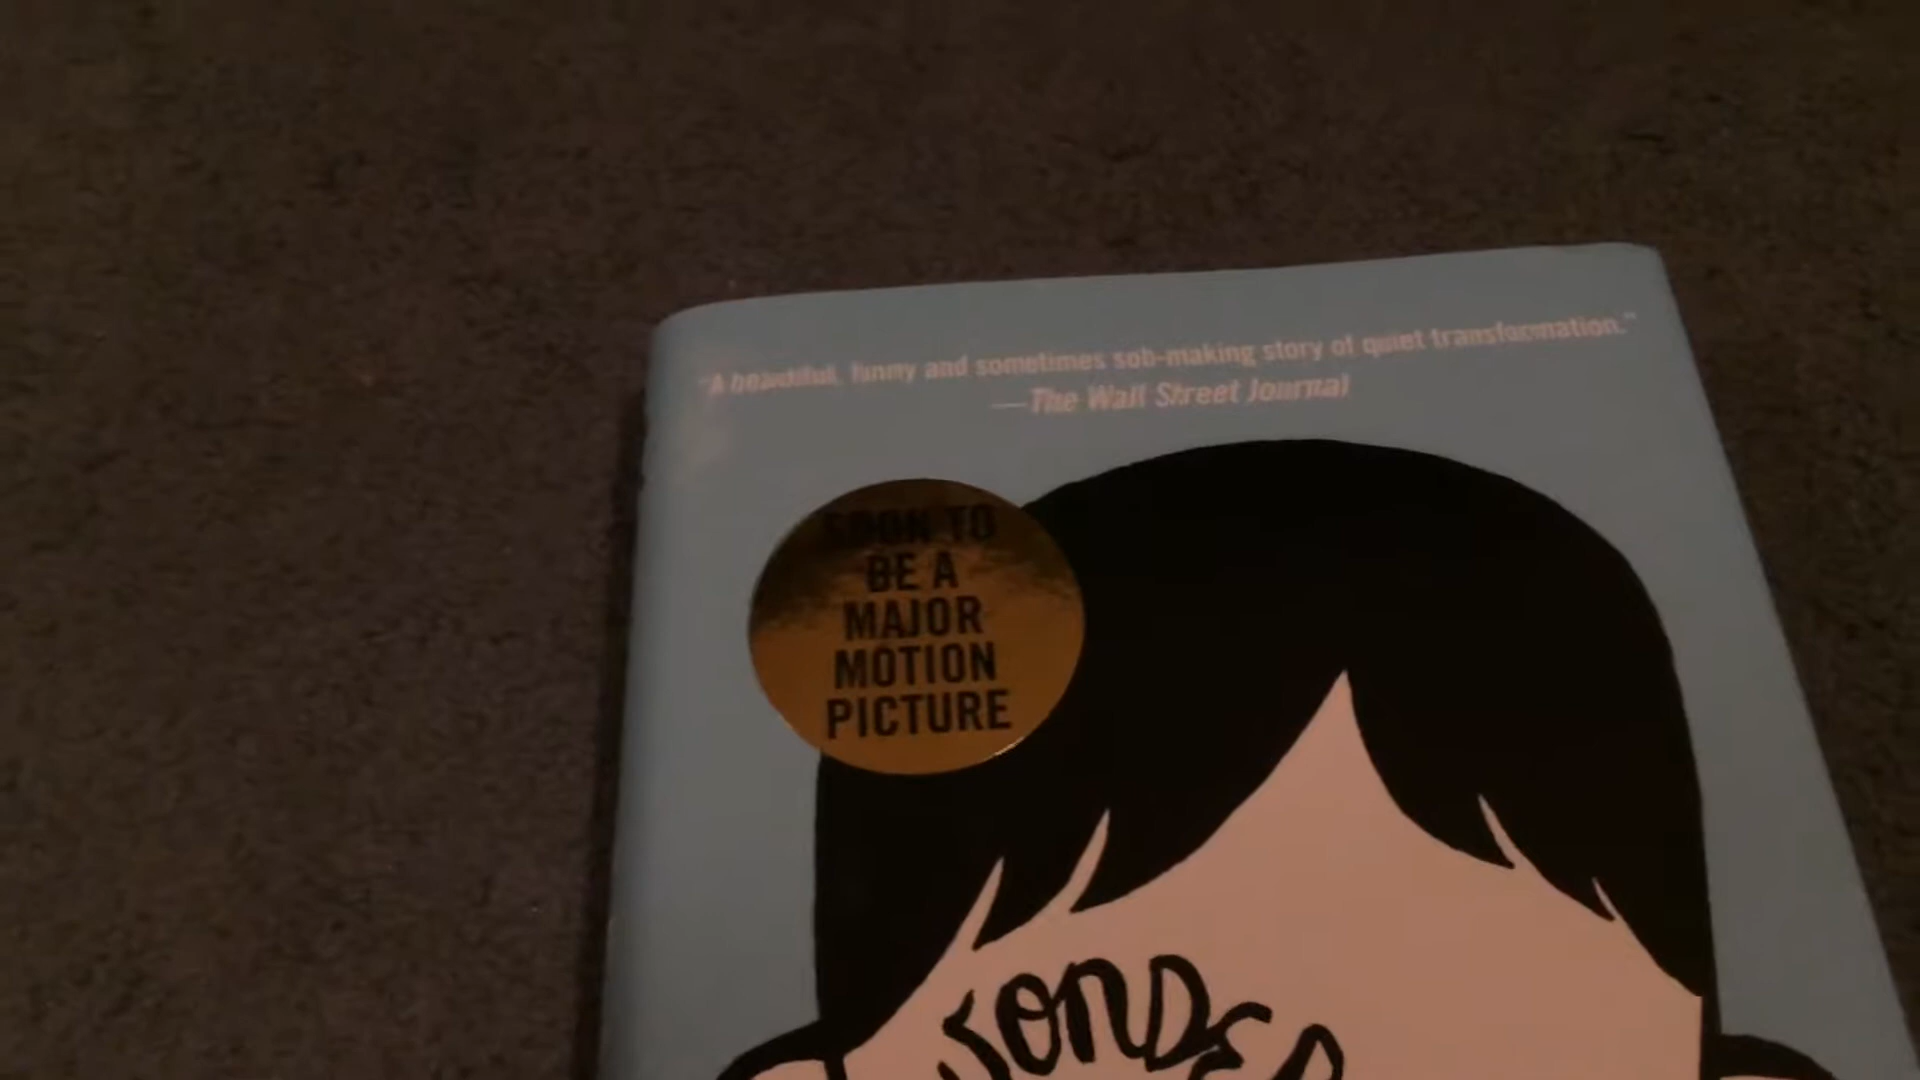 "A beautiful, funny and sometimes sob-making story of quiet transformation."
—The Wall Street Journal
SOON TO
BE A
MAJOR
MOTION
PICTURE
WONDER